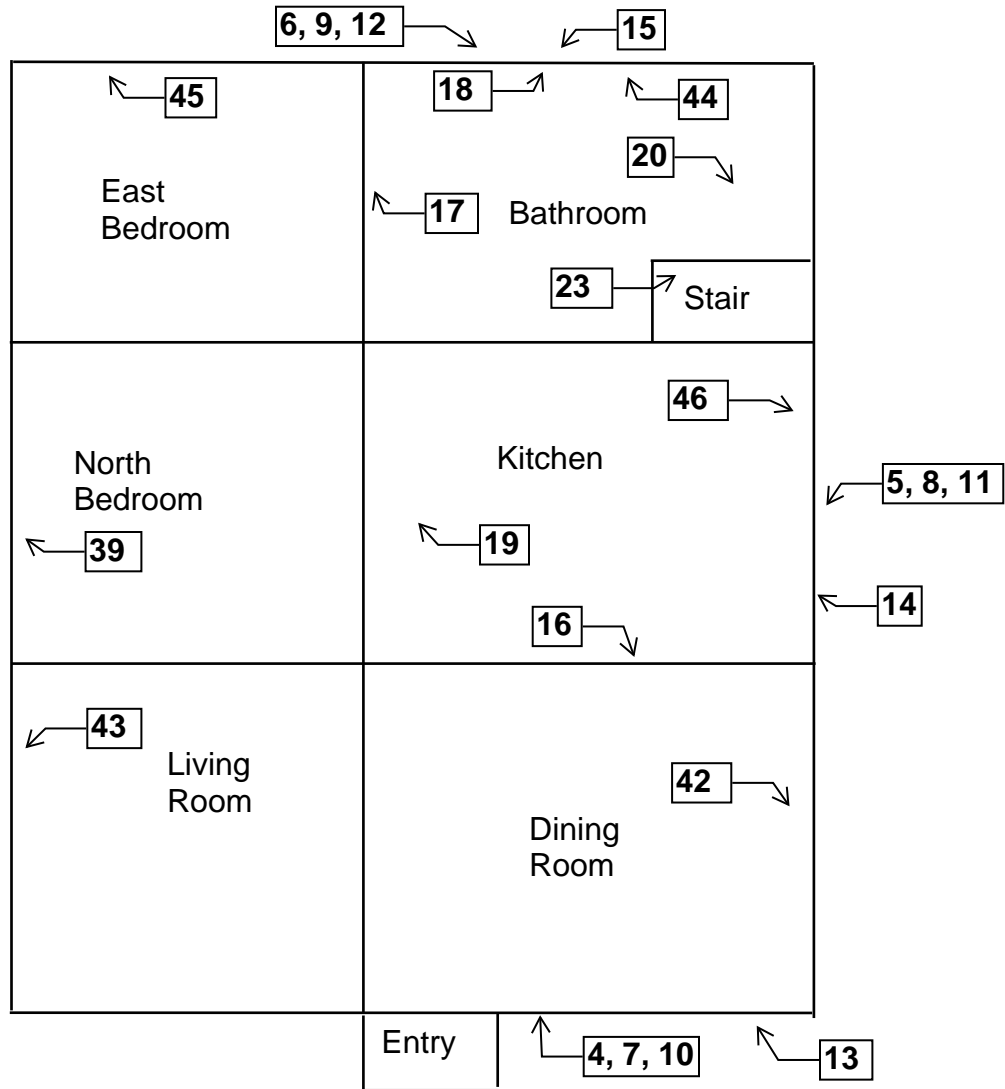 6, 9, 12
15
45
18
44
20
East
Bedroom
17
Bathroom
23
Stair
46
North
Bedroom
Kitchen
5, 8, 11
39
19
14
16
43
Living
Room
42
Dining
Room
Entry
4, 7, 10
13